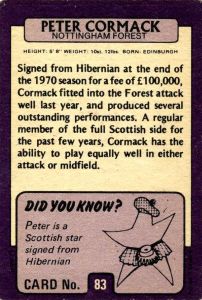 PETER CORMACK
NOTTINGHAM FOREST
HEIGHT: 5' 8" WEIGHT: 10st. 12lbs. BORN: EDINBURGH
Signed from Hibernian at the end of
the 1970 season for a fee of £100,000,
Cormack fitted into the Forest attack
well last year, and produced several
outstanding performances. A regular
member of the full Scottish side for
the past few years, Cormack has the
ability to play equally well in either
attack or midfield.
DID YOU KNOW?
Peter is a
Scottish star
signed from
Hibernian
CARD No. 83